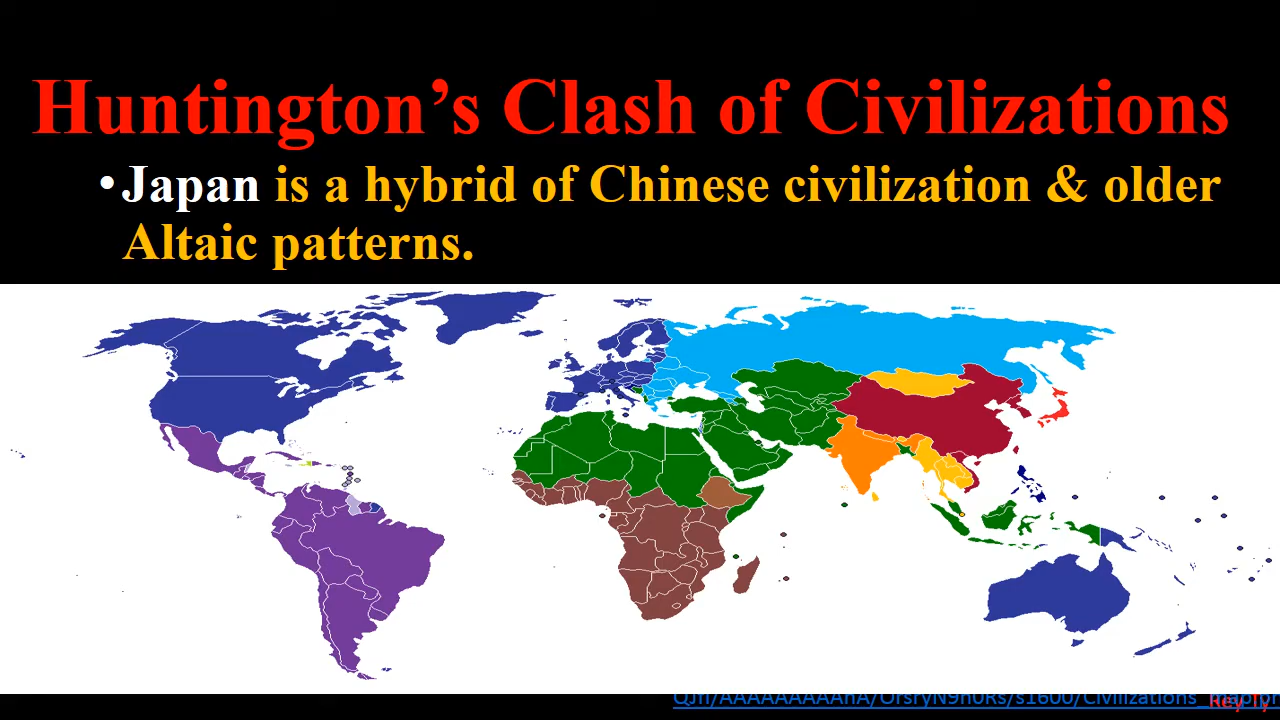 Huntington’s Clash of Civilizations
•Japan is a hybrid of Chinese civilization & older
Altaic patterns.